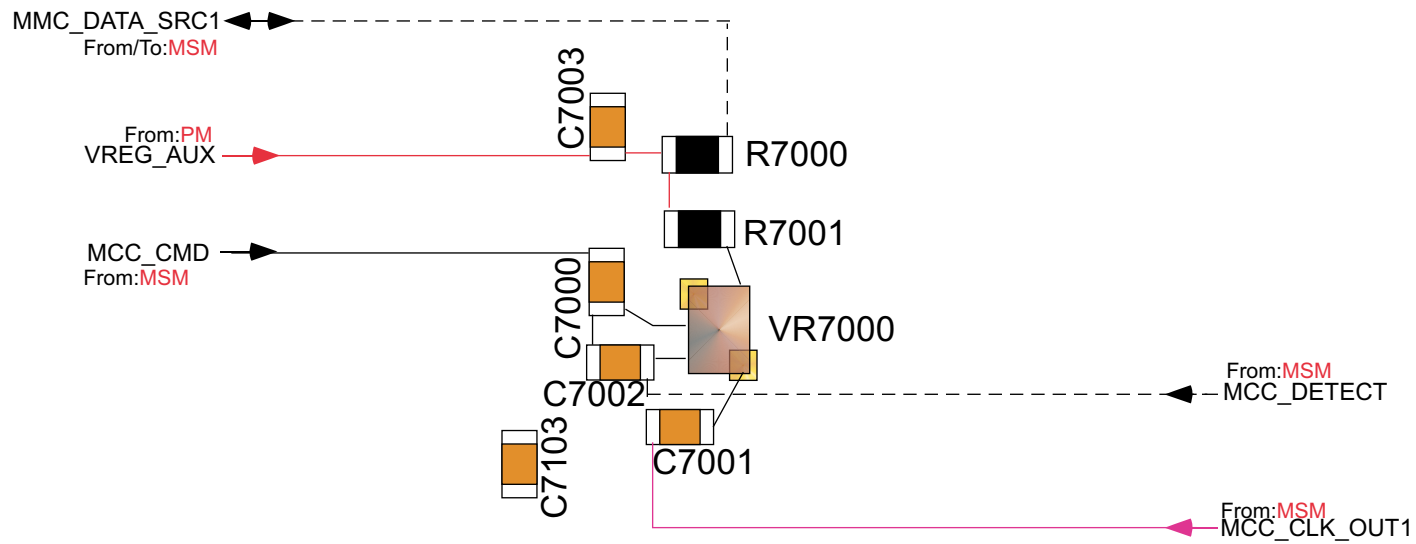 MMC_DATA_SRC1
From/To:MSM
C7003
From:PM
VREG_AUX
R7000
R7001
MCC_CMD
From:MSM
C7000
VR7000
C7002
From:MSM
MCC_DETECT
C7103
C7001
From:MSM
MCC_CLK_OUT1